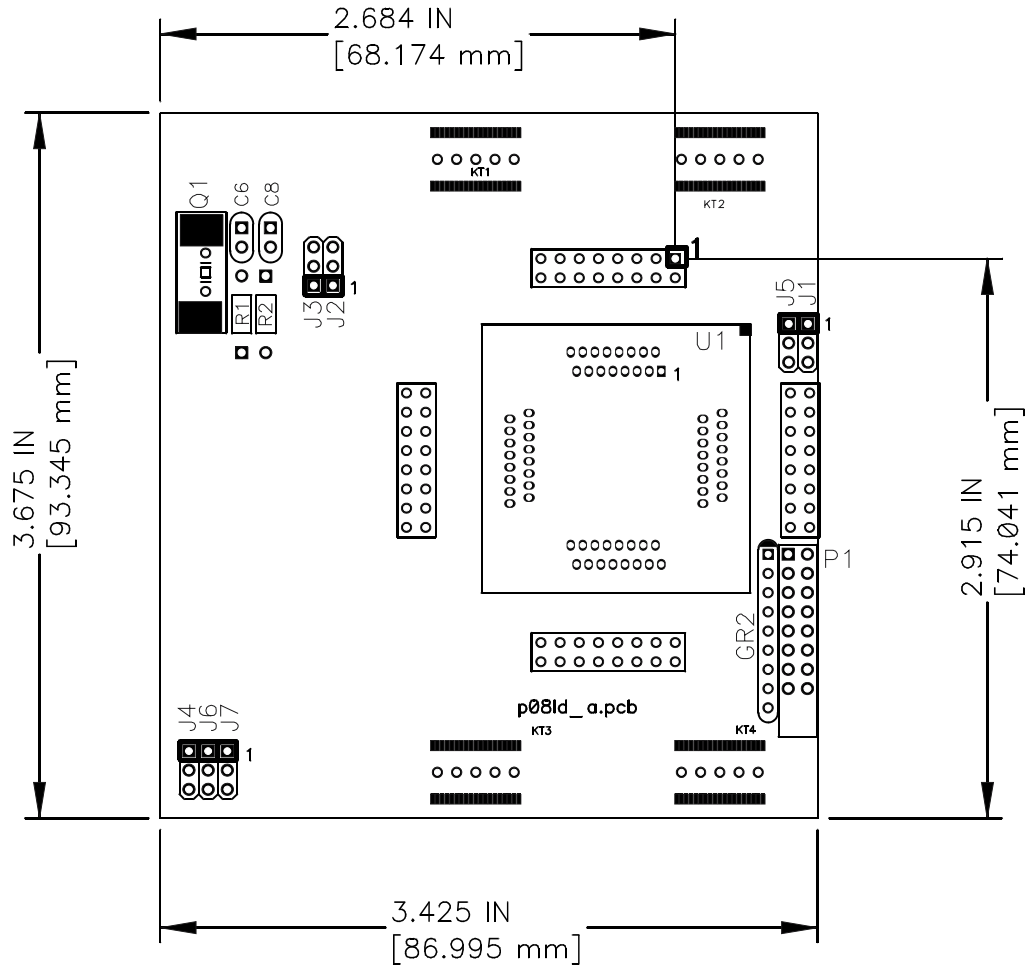 2.684 IN
[68.174 mm]
KT1
KT2
Q1
C6
C8
1
J3
J2
1
R1
R2
J5
J1
1
U1
1
3.675 IN
[93.345 mm]
2.915 IN
[74.041 mm]
P1
GR2
p08ld_a.pcb
KT3
KT4
J4
J6
J7
1
3.425 IN
[86.995 mm]